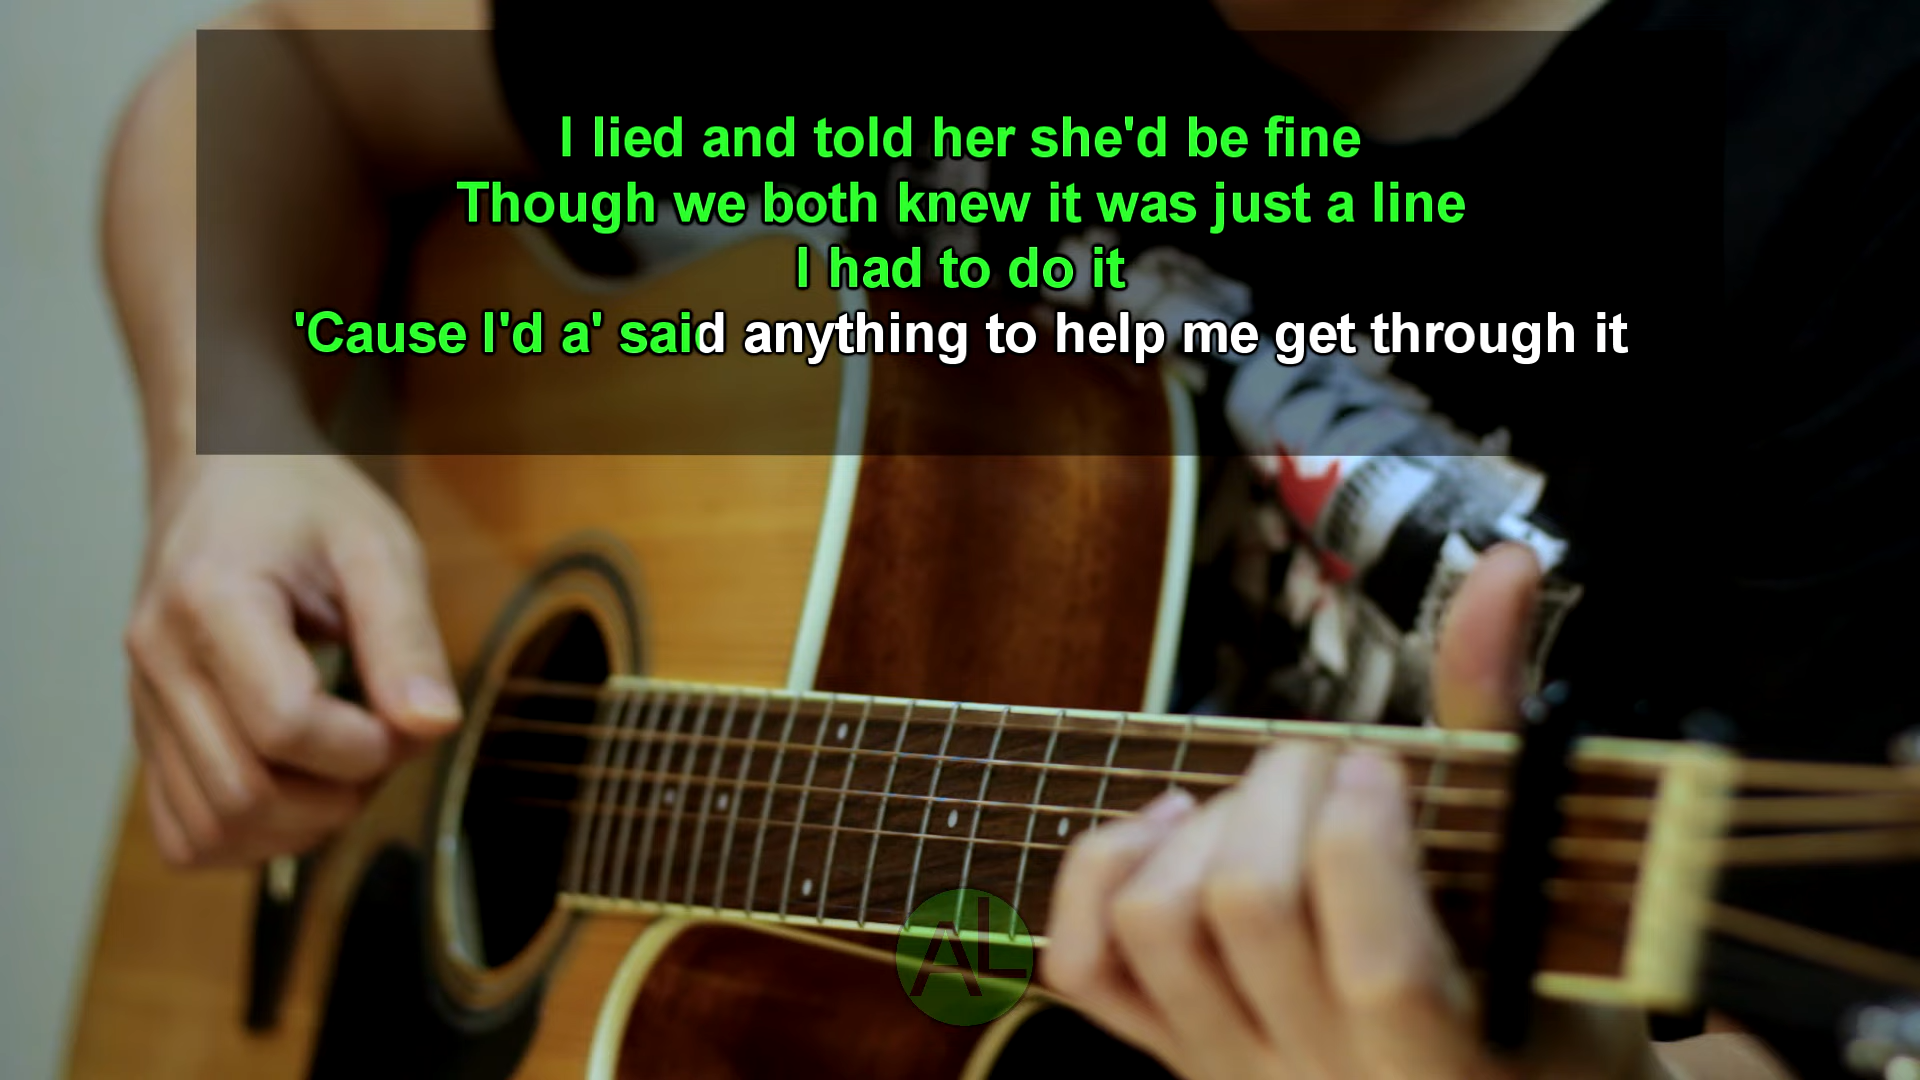 I lied and told her she'd be fine
Though we both knew it was just a line
I had to do it
'Cause I'd a' said anything to help me get through it
AL